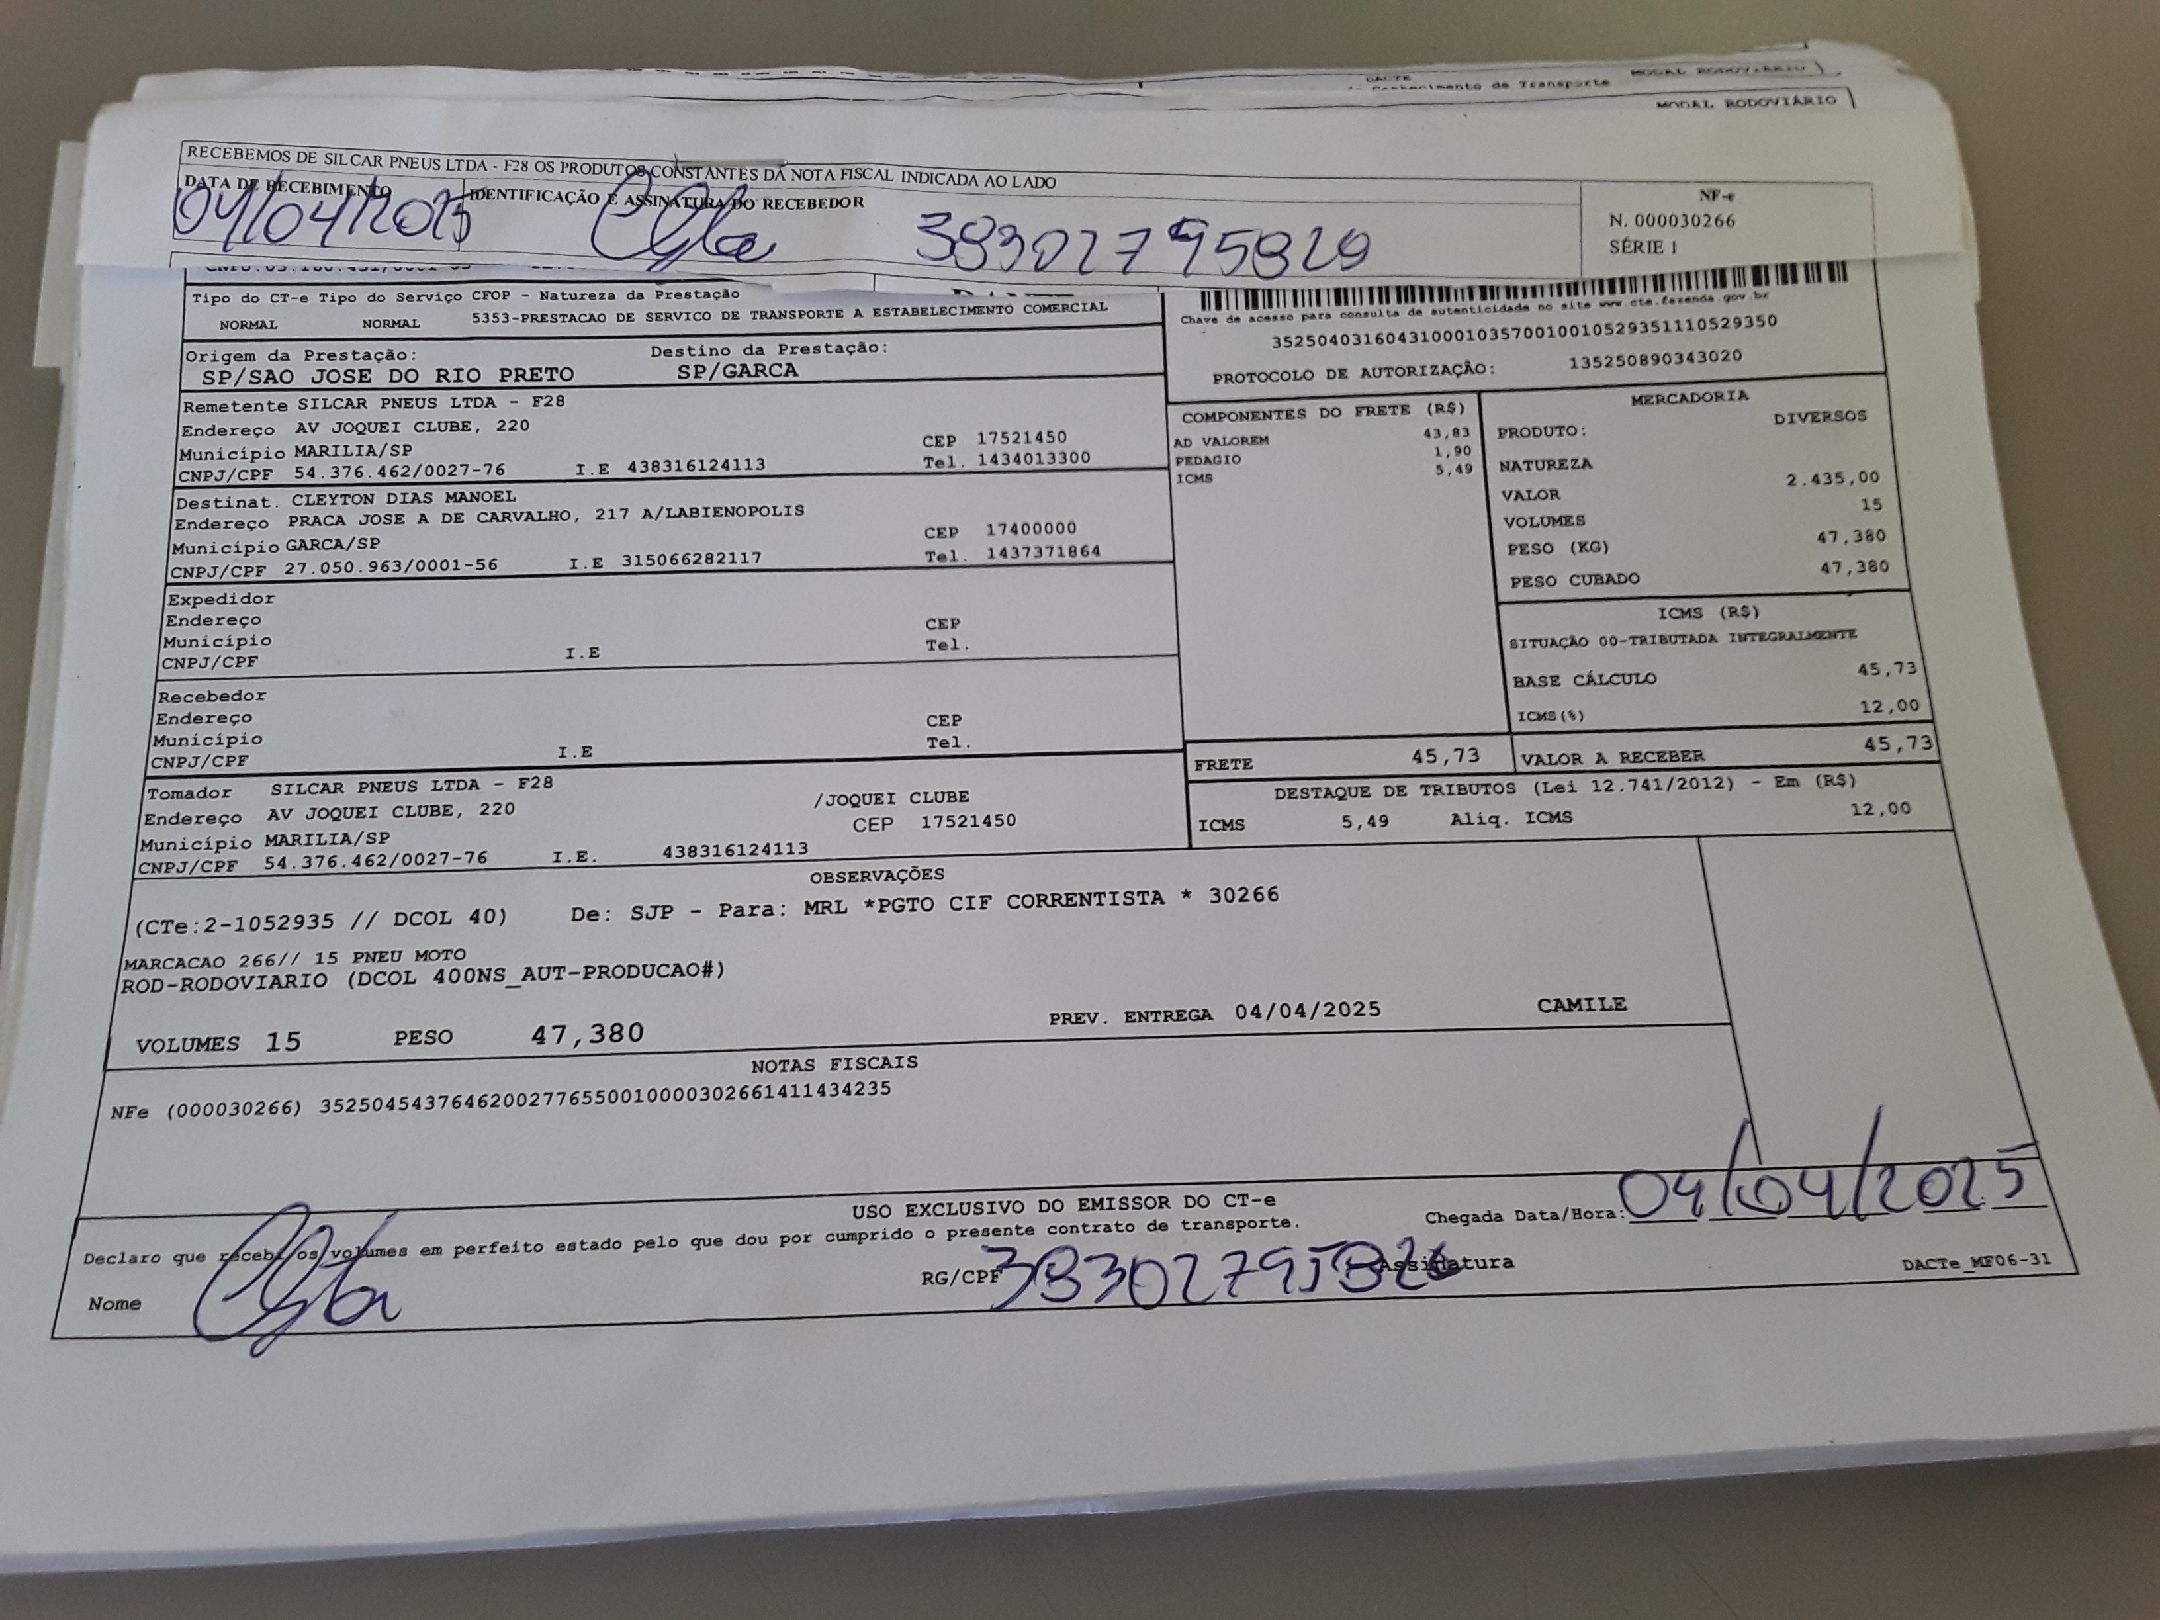 MODAL RODOVIÁRIO
DACTE
de Conhecimento de Transporte
MODAL RODOVIÁRIO
RECEBEMOS DE SILCAR PNEUS LTDA - F28 OS PRODUTOS CONSTANTES DA NOTA FISCAL INDICADA AO LADO
DATA DE RECEBIMENTO IDENTIFICAÇÃO E ASSINATURA DO RECEBEDOR
04/04/2025 38302795829
NF-e
N. 000030266
SÉRIE 1
Tipo do CT-e Tipo do Serviço CFOP - Natureza da Prestação
NORMAL NORMAL 5353-PRESTACAO DE SERVICO DE TRANSPORTE A ESTABELECIMENTO COMERCIAL
Chave de acesso para consulta de autenticidade no site www.cte.fazenda.gov.br
35250403160431000103570010010529351110529350
PROTOCOLO DE AUTORIZAÇÃO: 135250890343020
Origem da Prestação: Destino da Prestação:
SP/SAO JOSE DO RIO PRETO SP/GARCA
Remetente SILCAR PNEUS LTDA - F28
Endereço AV JOQUEI CLUBE, 220
Município MARILIA/SP CEP 17521450
CNPJ/CPF 54.376.462/0027-76 I.E 438316124113 Tel. 1434013300
Destinat. CLEYTON DIAS MANOEL
Endereço PRACA JOSE A DE CARVALHO, 217 A/LABIENOPOLIS
Município GARCA/SP CEP 17400000
CNPJ/CPF 27.050.963/0001-56 I.E 315066282117 Tel. 1437371864
Expedidor
Endereço
Município CEP
CNPJ/CPF I.E Tel.
Recebedor
Endereço
Município CEP
CNPJ/CPF I.E Tel.
Tomador SILCAR PNEUS LTDA - F28
Endereço AV JOQUEI CLUBE, 220 /JOQUEI CLUBE
Município MARILIA/SP CEP 17521450
CNPJ/CPF 54.376.462/0027-76 I.E. 438316124113
COMPONENTES DO FRETE (R$)
AD VALOREM 43,83
PEDAGIO 1,90
ICMS 5,49
MERCADORIA
PRODUTO: DIVERSOS
NATUREZA
VALOR 2.435,00
VOLUMES 15
PESO (KG) 47,380
PESO CUBADO 47,380
ICMS (R$)
SITUAÇÃO 00-TRIBUTADA INTEGRALMENTE
BASE CÁLCULO 45,73
ICMS(%) 12,00
FRETE 45,73 VALOR A RECEBER 45,73
DESTAQUE DE TRIBUTOS (Lei 12.741/2012) - Em (R$)
ICMS 5,49 Aliq. ICMS 12,00
OBSERVAÇÕES
(CTe:2-1052935 // DCOL 40) De: SJP - Para: MRL *PGTO CIF CORRENTISTA * 30266
MARCACAO 266// 15 PNEU MOTO
ROD-RODOVIARIO (DCOL 400NS_AUT-PRODUCAO#)
VOLUMES 15 PESO 47,380 PREV. ENTREGA 04/04/2025 CAMILE
NOTAS FISCAIS
NFe (000030266) 35250454376462002776550010000302661411434235
USO EXCLUSIVO DO EMISSOR DO CT-e
Declaro que recebi os volumes em perfeito estado pelo que dou por cumprido o presente contrato de transporte.
Chegada Data/Hora: 04/04/2025
Nome RG/CPF 38302795829 Assinatura
DACTe_MF06-31